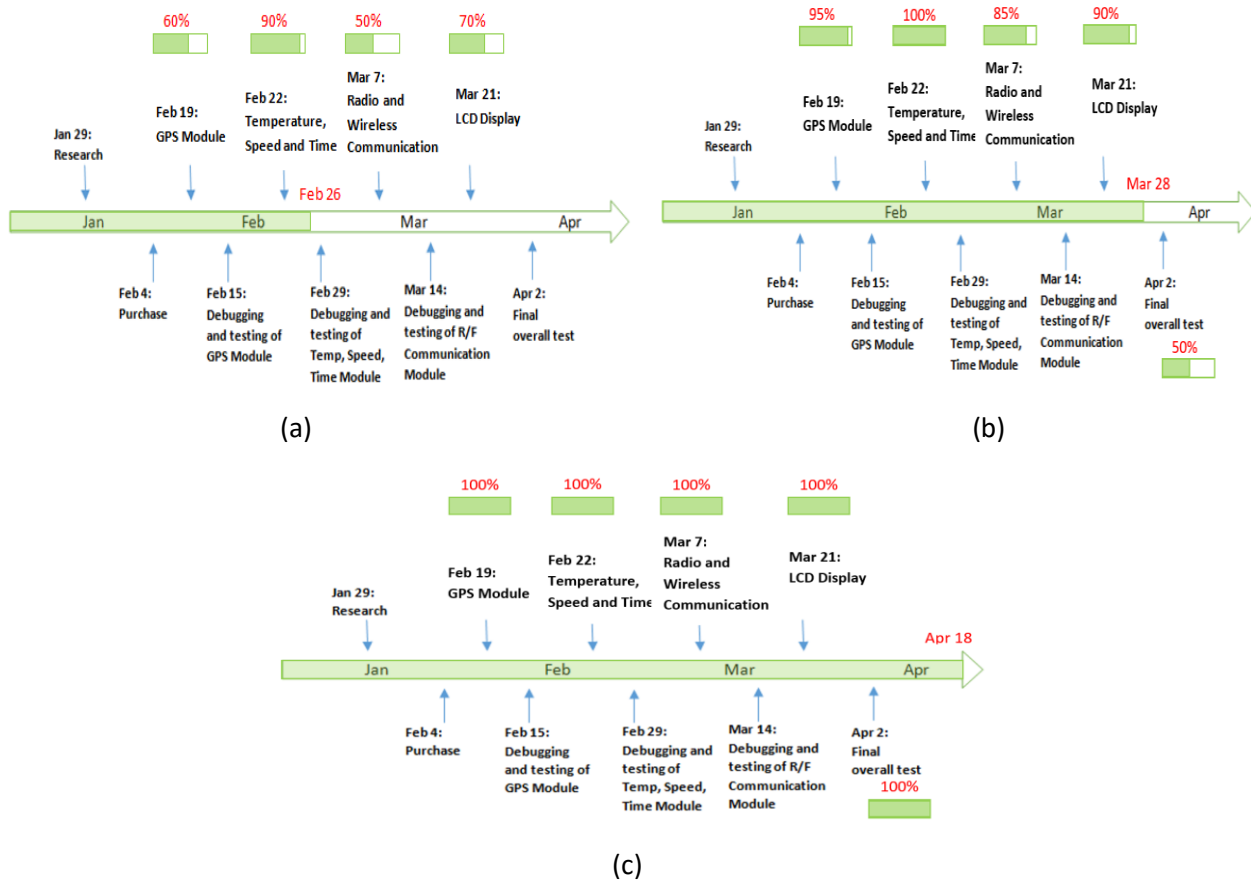 60%
90%
50%
70%
Jan 29:
Research
Feb 19:
GPS Module
Feb 22:
Temperature,
Speed and Time
Mar 7:
Radio and
Wireless
Communication
Mar 21:
LCD Display
Feb 26
Jan
Feb
Mar
Apr
Feb 4:
Purchase
Feb 15:
Debugging
and testing of
GPS Module
Feb 29:
Debugging and
testing of
Temp, Speed,
Time Module
Mar 14:
Debugging and
testing of R/F
Communication
Module
Apr 2:
Final
overall test
(a)
95%
100%
85%
90%
Jan 29:
Research
Feb 19:
GPS Module
Feb 22:
Temperature,
Speed and Time
Mar 7:
Radio and
Wireless
Communication
Mar 21:
LCD Display
Mar 28
Jan
Feb
Mar
Apr
Feb 4:
Purchase
Feb 15:
Debugging
and testing of
GPS Module
Feb 29:
Debugging and
testing of
Temp, Speed,
Time Module
Mar 14:
Debugging and
testing of R/F
Communication
Module
Apr 2:
Final
overall test
50%
(b)
100%
100%
100%
100%
Jan 29:
Research
Feb 19:
GPS Module
Feb 22:
Temperature,
Speed and Time
Mar 7:
Radio and
Wireless
Communication
Mar 21:
LCD Display
Apr 18
Jan
Feb
Mar
Apr
Feb 4:
Purchase
Feb 15:
Debugging
and testing of
GPS Module
Feb 29:
Debugging and
testing of
Temp, Speed,
Time Module
Mar 14:
Debugging and
testing of R/F
Communication
Module
Apr 2:
Final
overall test
100%
(c)